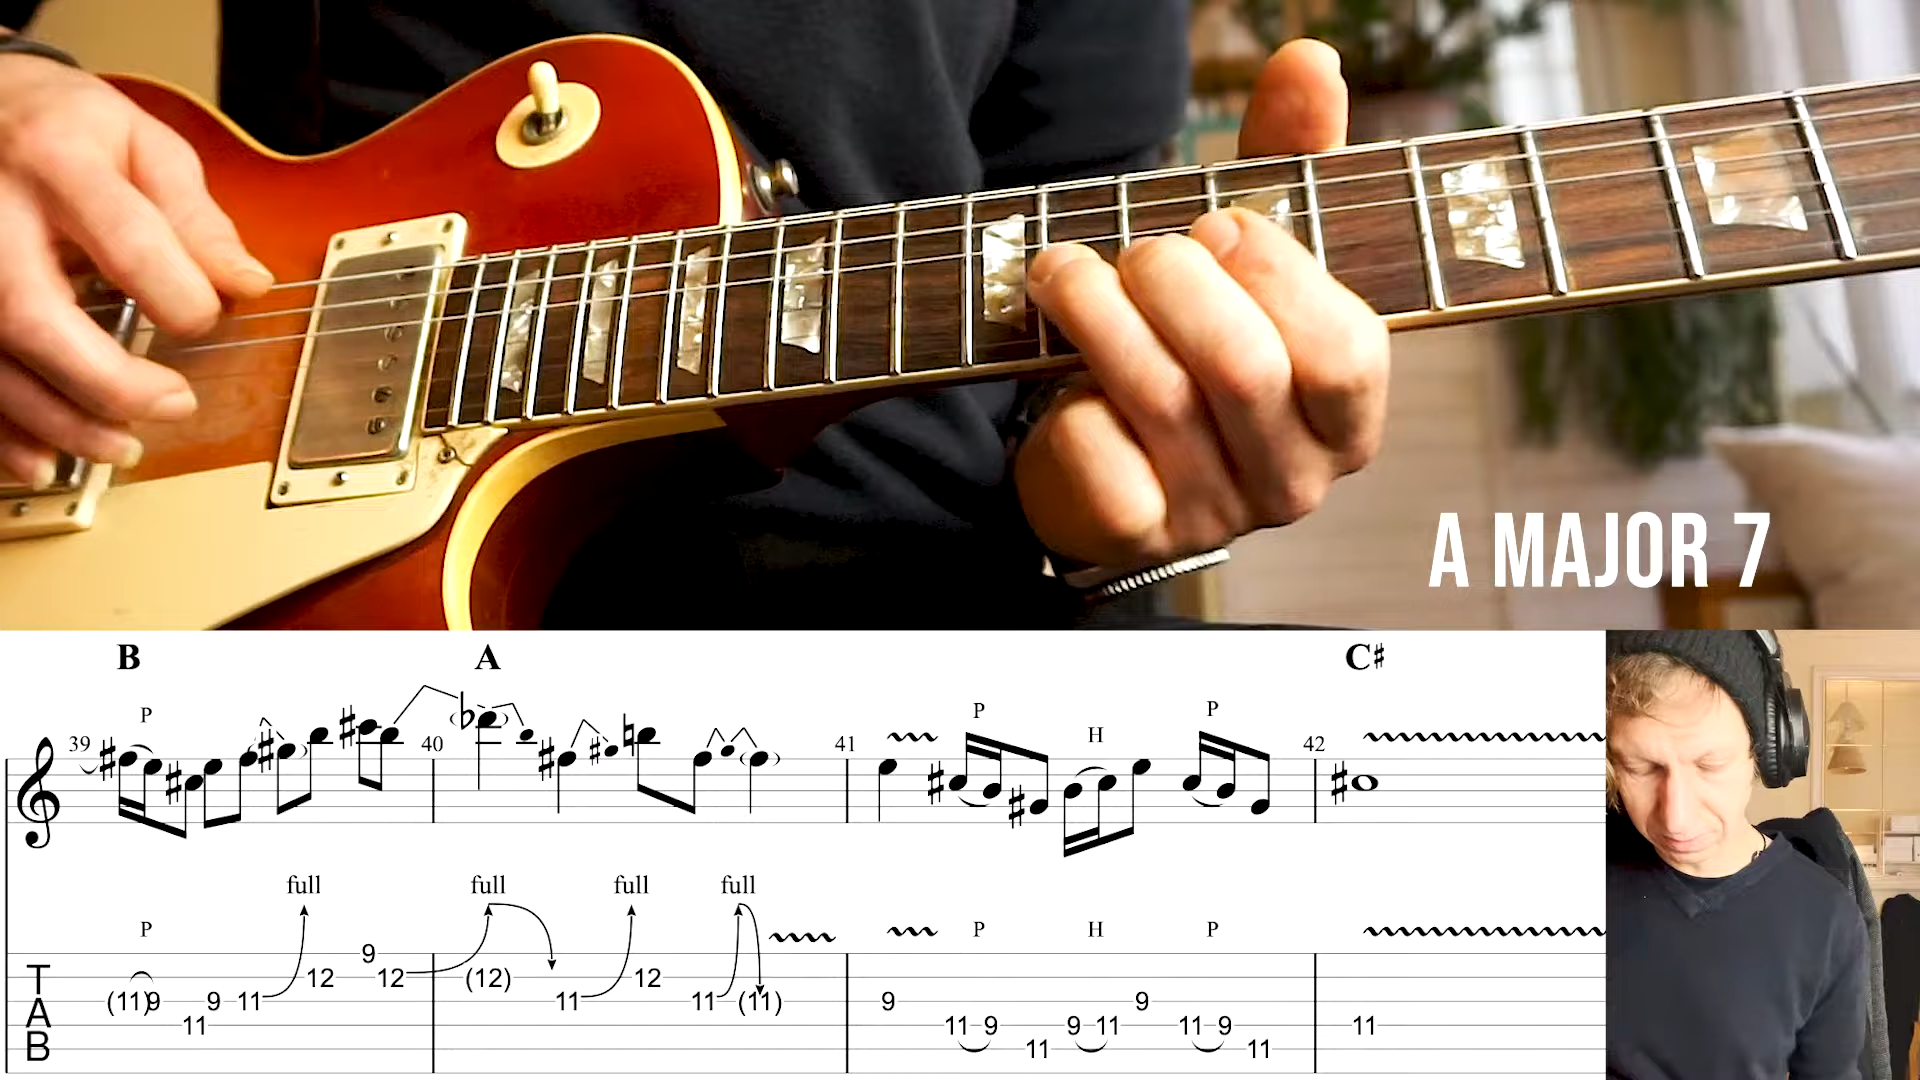 A MAJOR 7
B A C♯
P P H P
39 40 41 42
full full full full
P P H P
9
12 12 (12) 12
(11) 9 9 11 11 11 (11) 9 9
11 11 9 9 11 11 9 11
11 11
T
A
B